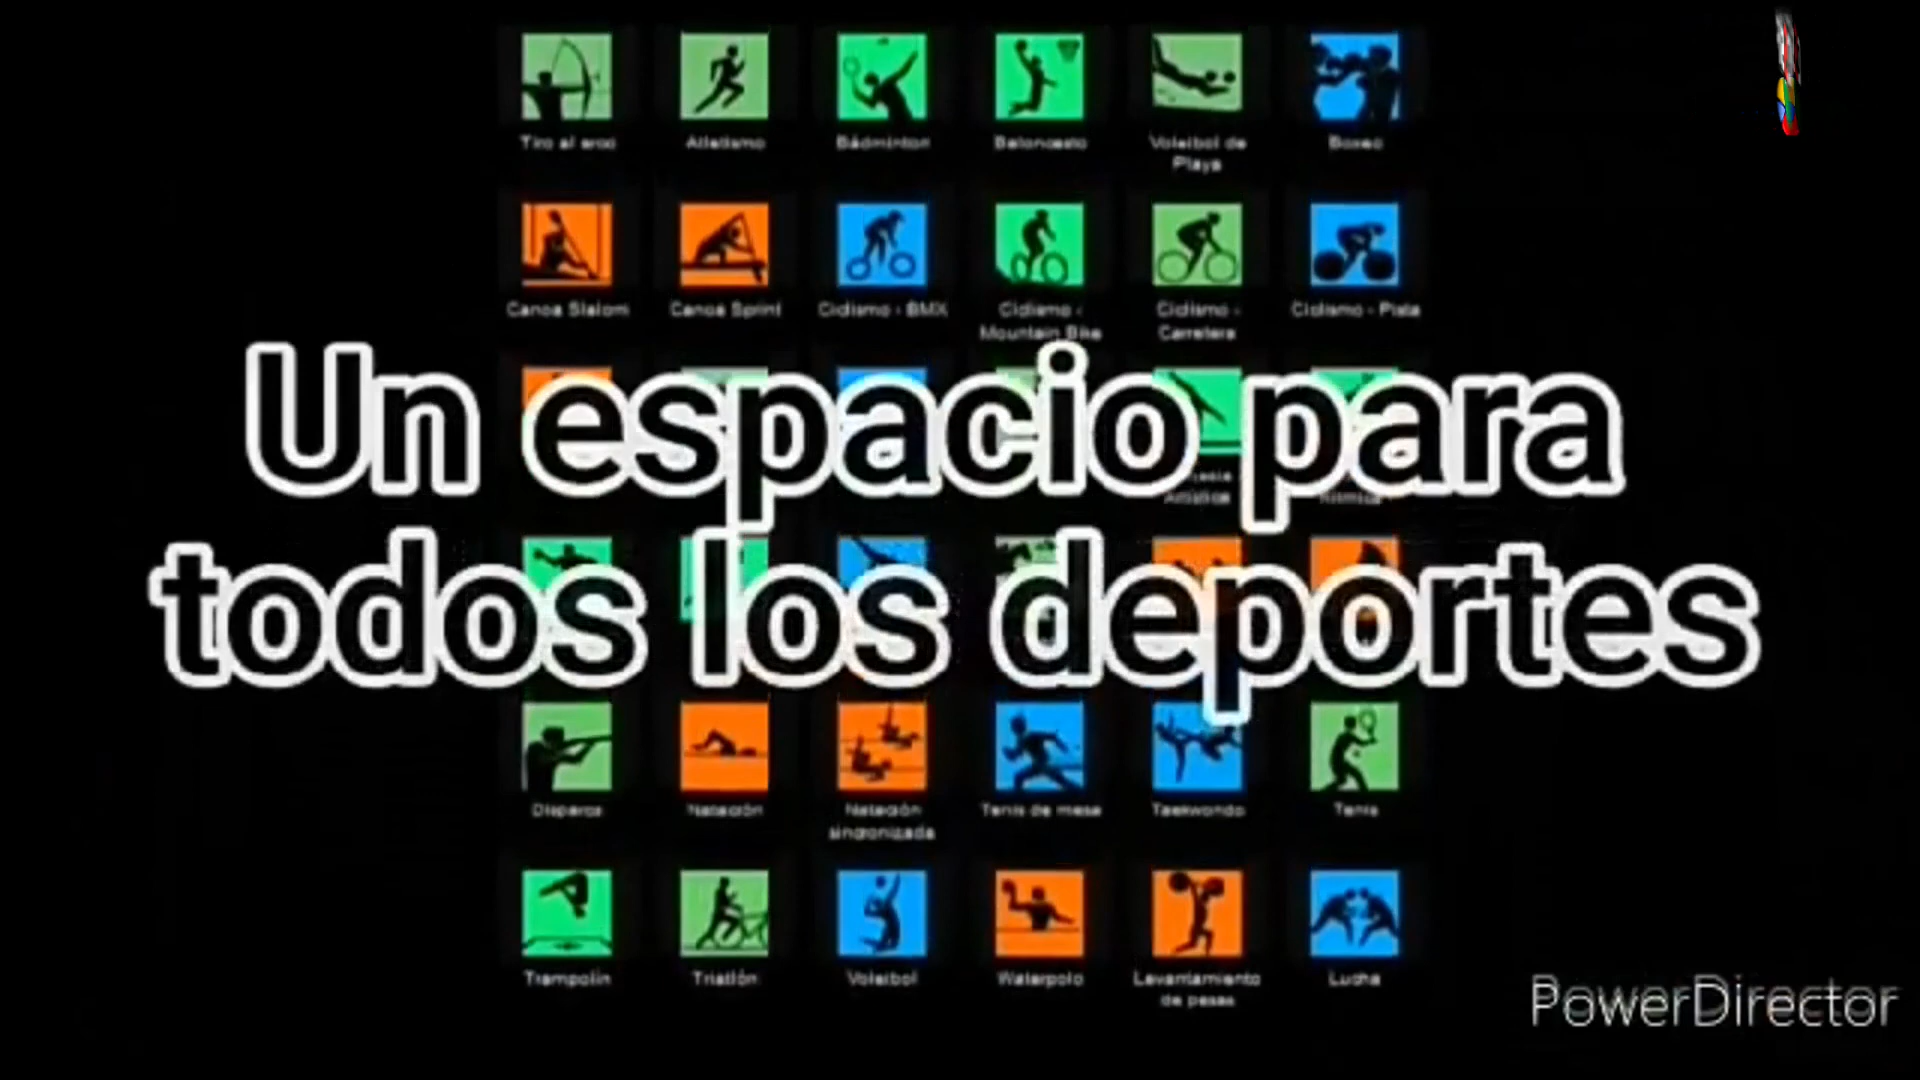 Tiro al arco
Atletismo
Bádminton
Baloncesto
Voleibol de
Playa
Boxeo
Canoa Slalom
Canoa Sprint
Ciclismo - BMX
Ciclismo -
Mountain Bike
Ciclismo -
Carretera
Ciclismo - Pista
Un espacio para
Artística
todos los deportes
Disparos
Natación
Natación
sincronizada
Tenis de mesa
Taekwondo
Tenis
Trampolín
Triatlón
Voleibol
Waterpolo
Levantamiento
de pesas
Lucha
PowerDirector